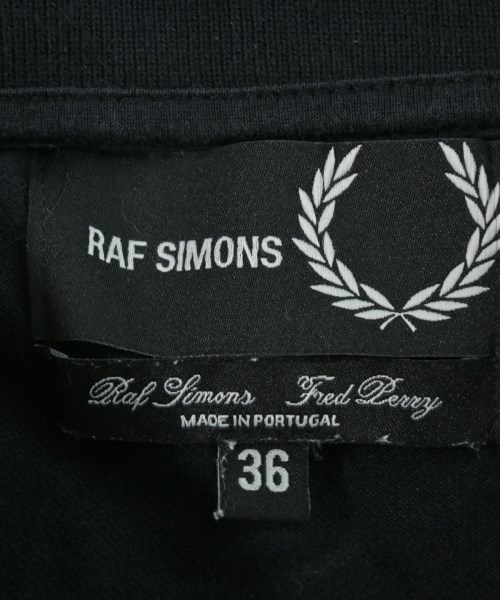 RAF SIMONS
Raf Simons Fred Perry
MADE IN PORTUGAL
36